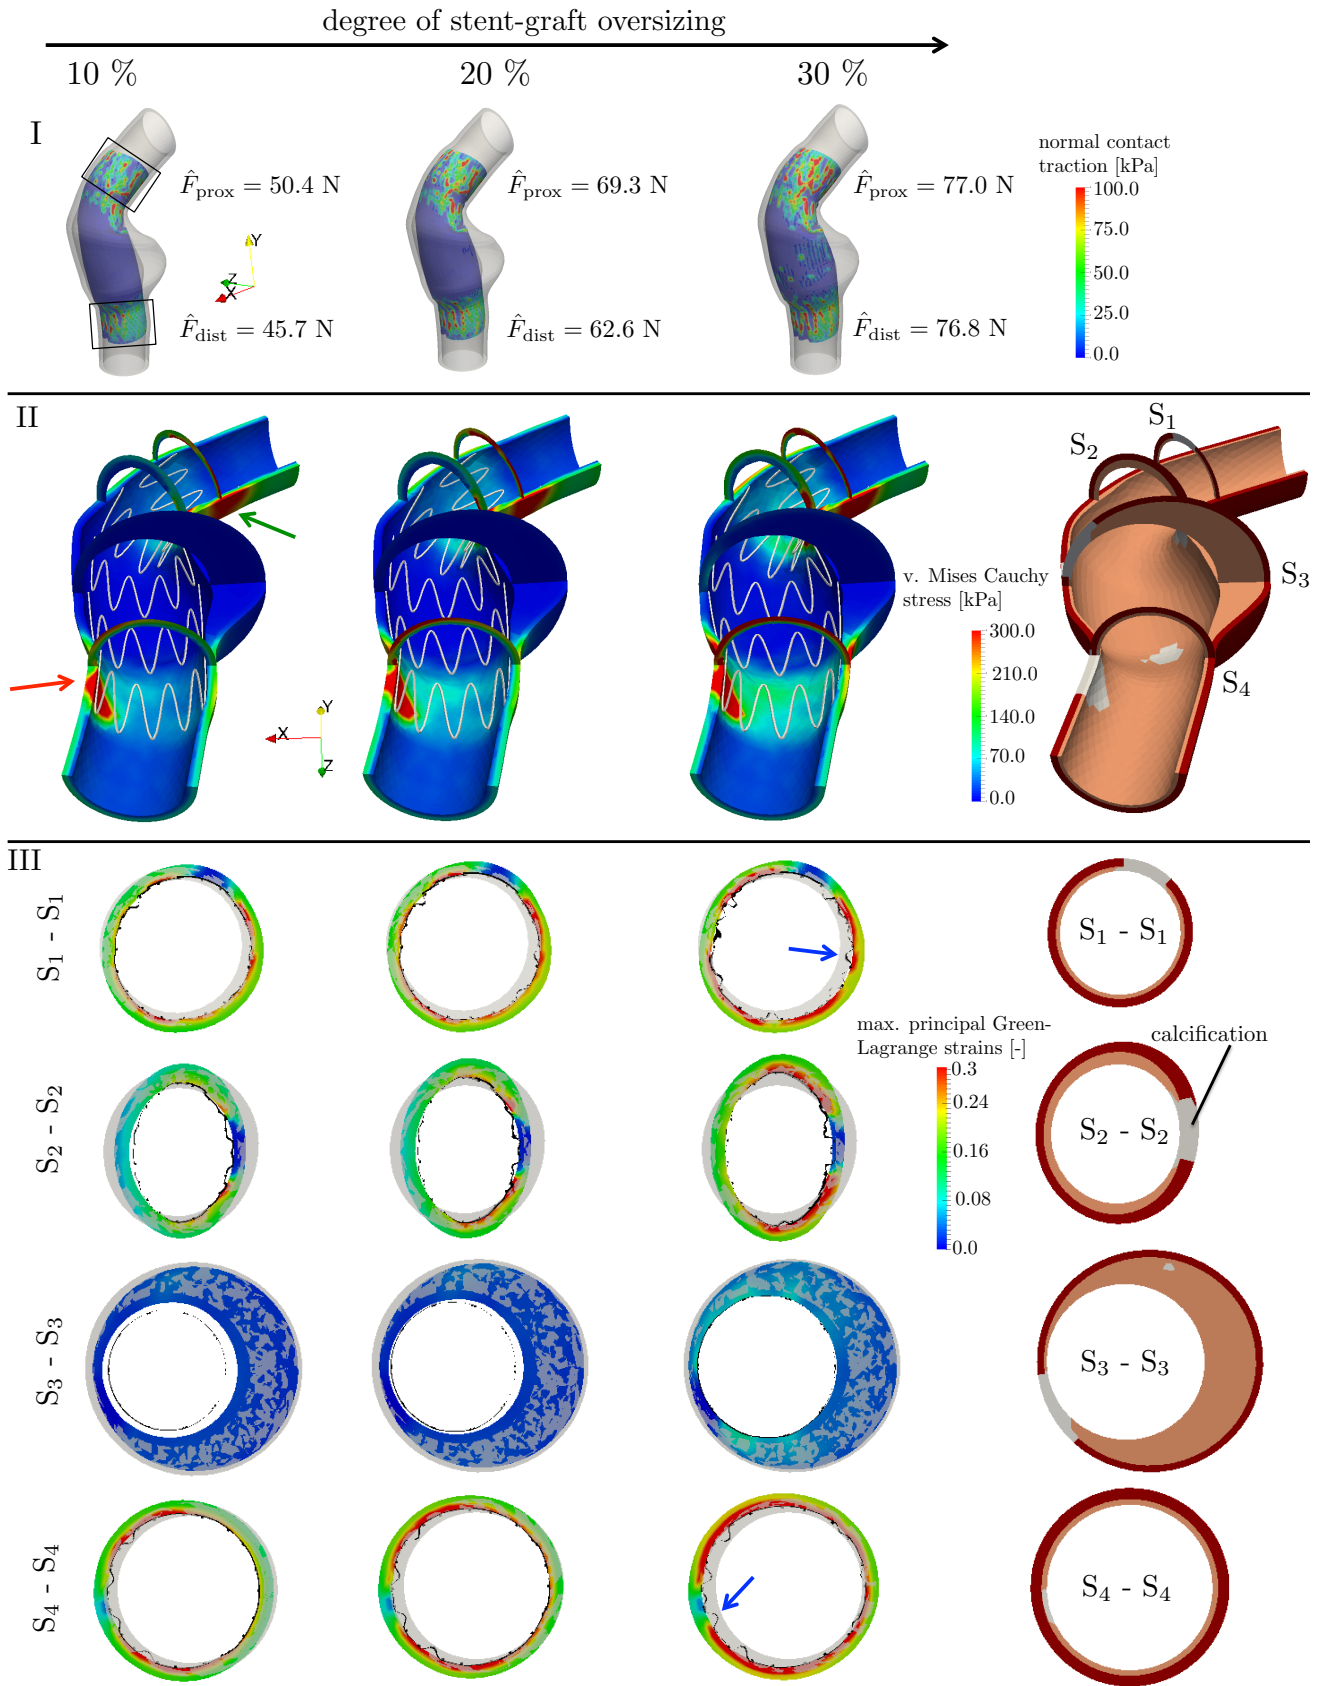 degree of stent-graft oversizing
10 %
20 %
30 %
I
F̂prox = 50.4 N
F̂prox = 69.3 N
F̂prox = 77.0 N
normal contact
traction [kPa]
100.0
75.0
50.0
25.0
0.0
Y
Z
X
F̂dist = 45.7 N
F̂dist = 62.6 N
F̂dist = 76.8 N
II
S1
S2
S3
S4
v. Mises Cauchy
stress [kPa]
300.0
210.0
140.0
70.0
0.0
Y
X
Z
III
S1 - S1
S1 - S1
max. principal Green-
Lagrange strains [-]
0.3
0.24
0.16
0.08
0.0
calcification
S2 - S2
S2 - S2
S3 - S3
S3 - S3
S4 - S4
S4 - S4